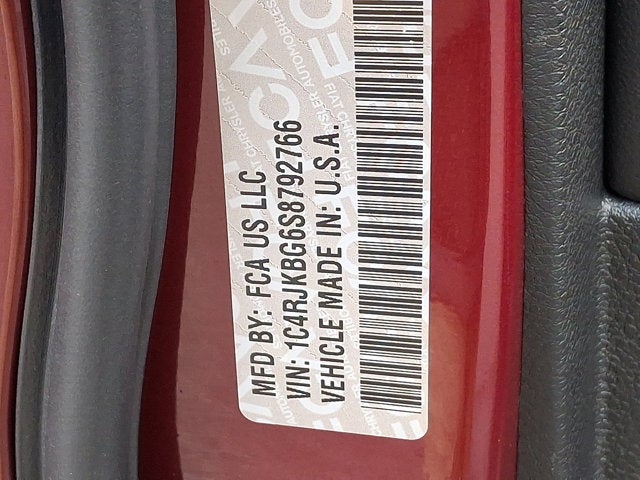 MFD BY: FCA US LLC
VIN: 1C4RJKBG6S8792766
VEHICLE MADE IN: U.S.A.